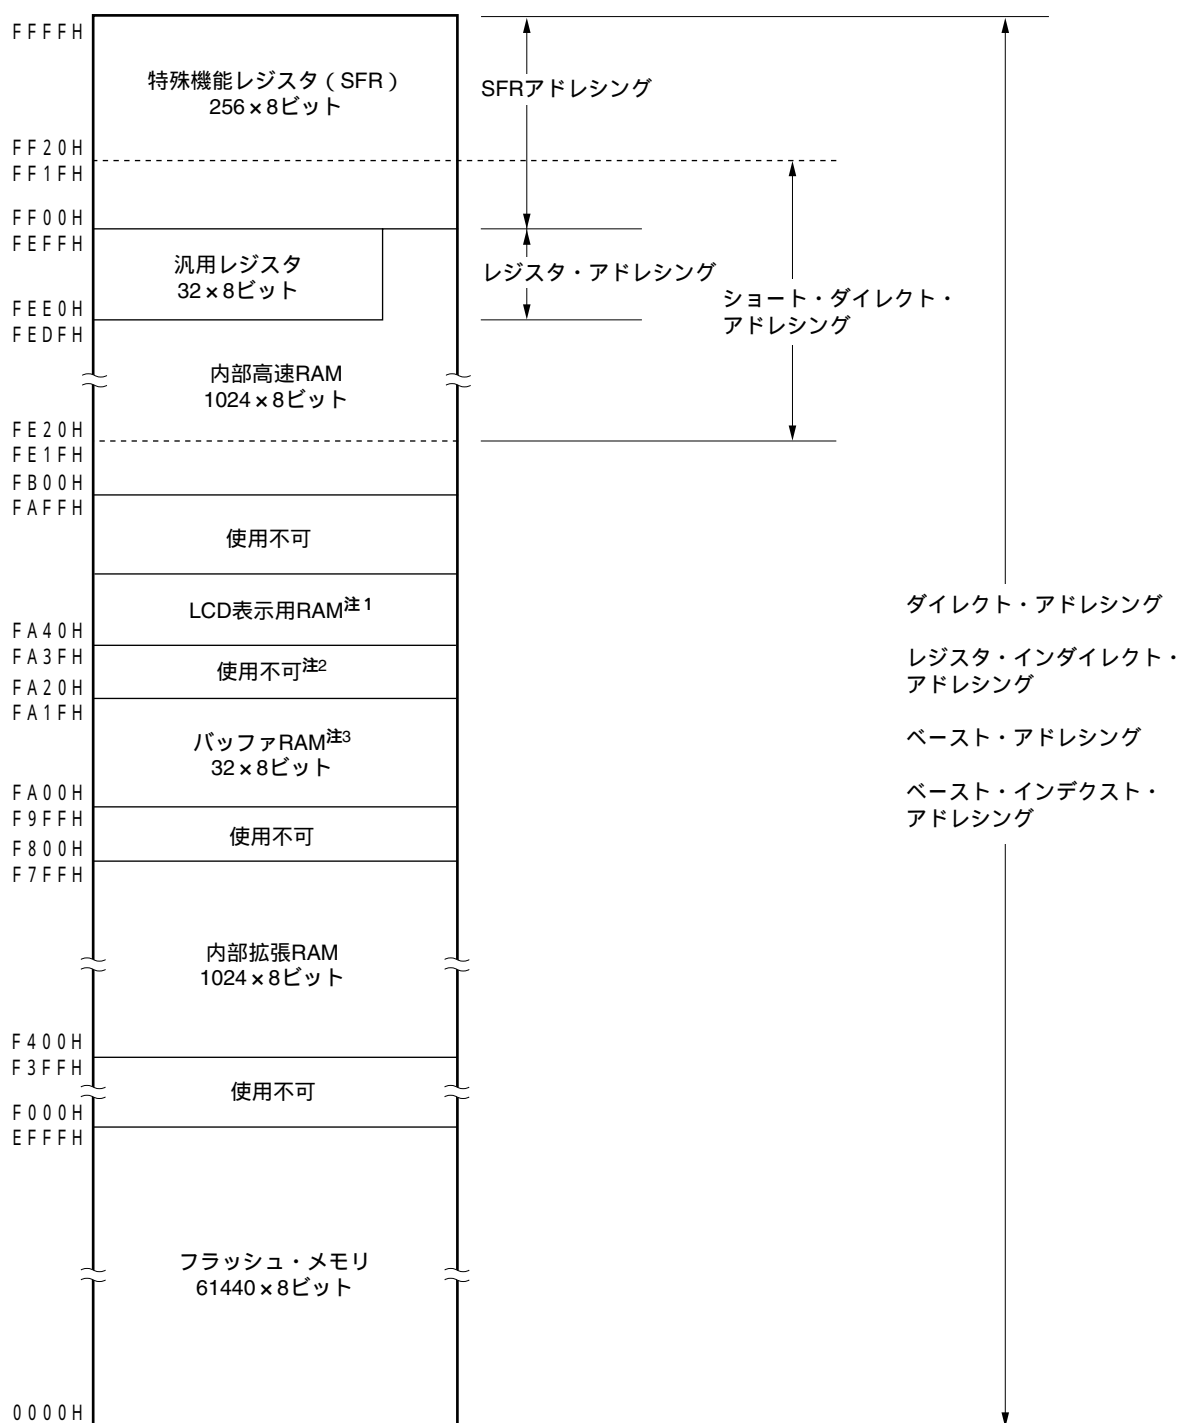 FFFFH
特殊機能レジスタ(SFR)
256×8ビット
SFRアドレシング
FF20H
FF1FH
FF00H
FEFFH
汎用レジスタ
32×8ビット
レジスタ・アドレシング
ショート・ダイレクト・
アドレシング
FEE0H
FEDFH
内部高速RAM
1024×8ビット
FE20H
FE1FH
FB00H
FAFFH
使用不可
LCD表示用RAM注1
FA40H
FA3FH
使用不可注2
FA20H
FA1FH
バッファRAM注3
32×8ビット
FA00H
F9FFH
使用不可
F800H
F7FFH
内部拡張RAM
1024×8ビット
F400H
F3FFH
使用不可
F000H
EFFFH
フラッシュ・メモリ
61440×8ビット
0000H
ダイレクト・アドレシング
レジスタ・インダイレクト・
アドレシング
ベースト・アドレシング
ベースト・インデクスト・
アドレシング